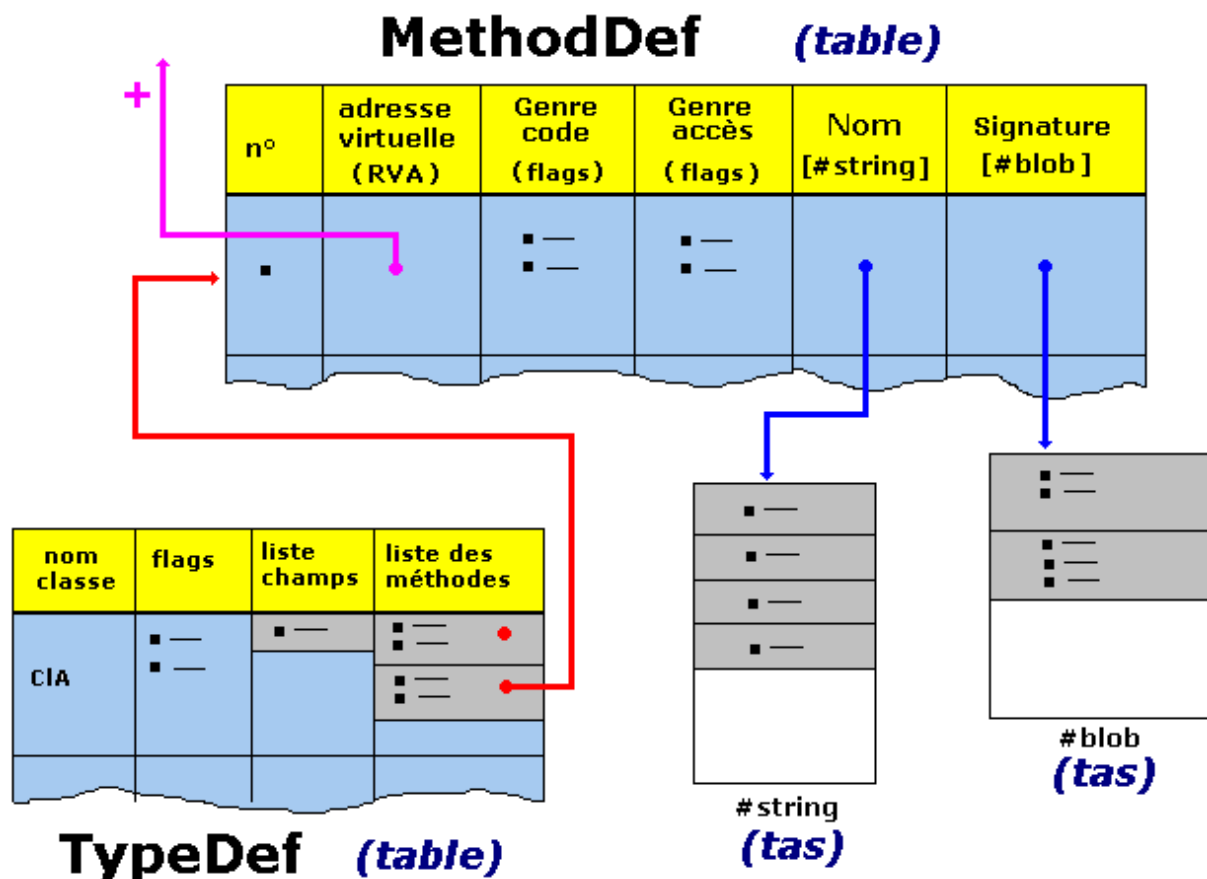 MethodDef (table)
+
n°
adresse
virtuelle
(RVA)
Genre
code
(flags)
Genre
accès
(flags)
Nom
[#string]
Signature
[#blob]
nom
classe
flags
liste
champs
liste des
méthodes
ClA
#string
(tas)
#blob
(tas)
TypeDef (table)